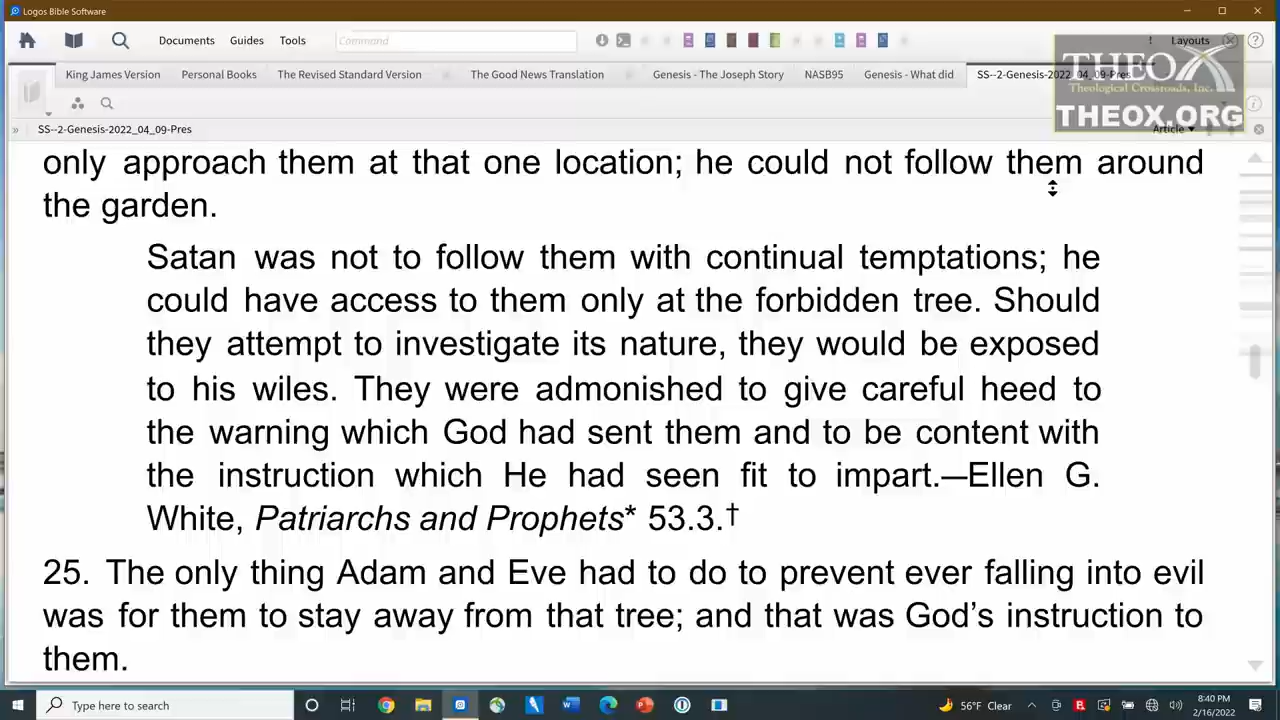 Logos Bible Software
Documents Guides Tools Command Layouts
King James Version Personal Books The Revised Standard Version The Good News Translation Genesis - The Joseph Story NASB95 Genesis - What did SS--2-Genesis-2022_04_09-Pres
THEOX
Theological Crossroads, Inc.
THEOX.ORG
SS--2-Genesis-2022_04_09-Pres Article
only approach them at that one location; he could not follow them around
the garden.
Satan was not to follow them with continual temptations; he
could have access to them only at the forbidden tree. Should
they attempt to investigate its nature, they would be exposed
to his wiles. They were admonished to give careful heed to
the warning which God had sent them and to be content with
the instruction which He had seen fit to impart.—Ellen G.
White, Patriarchs and Prophets* 53.3.†
25. The only thing Adam and Eve had to do to prevent ever falling into evil
was for them to stay away from that tree; and that was God’s instruction to
them.
Type here to search 56°F Clear 8:40 PM
2/16/2022